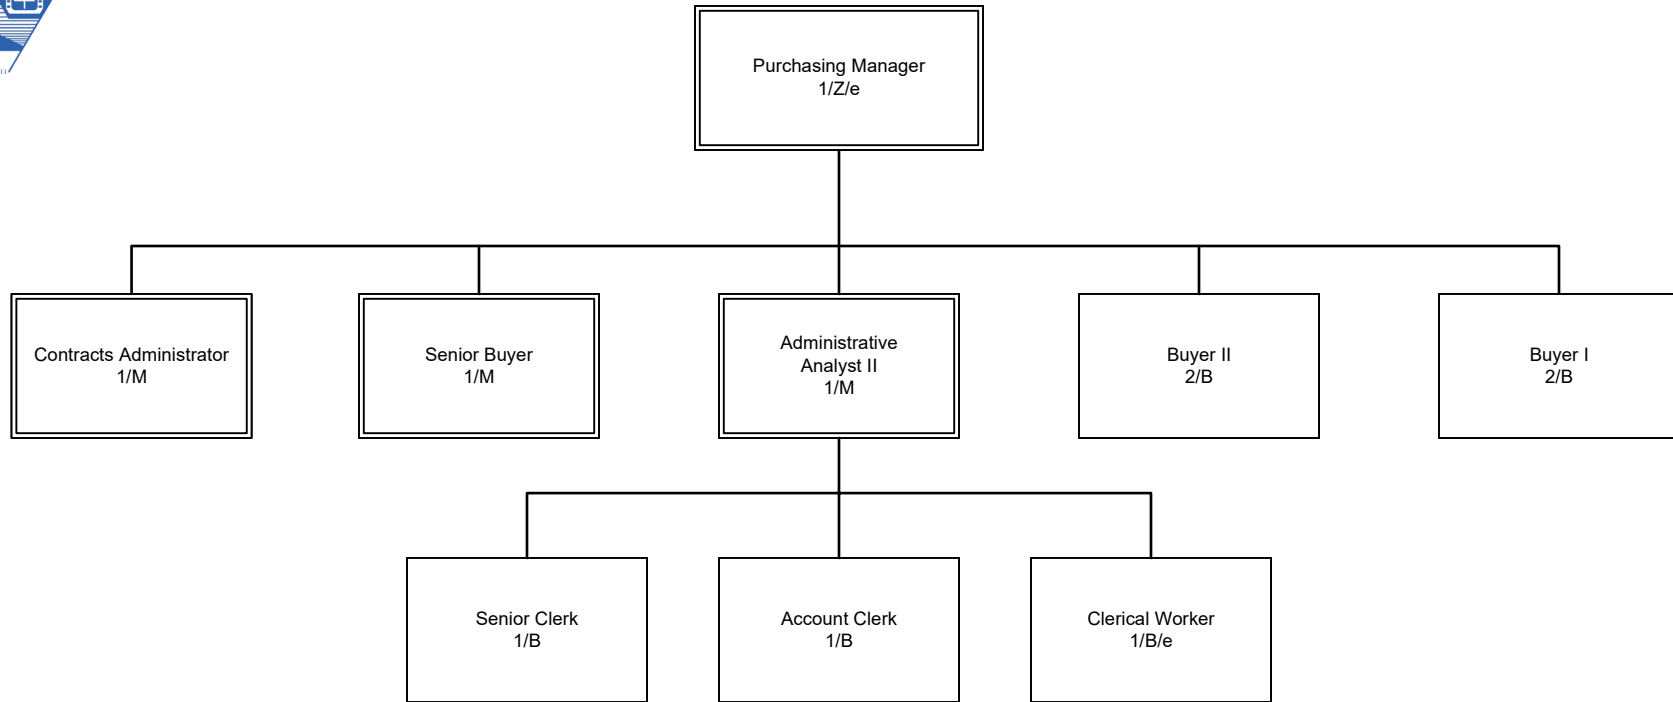 Purchasing Manager
1/Z/e
Contracts Administrator
1/M
Senior Buyer
1/M
Administrative
Analyst II
1/M
Buyer II
2/B
Buyer I
2/B
Senior Clerk
1/B
Account Clerk
1/B
Clerical Worker
1/B/e